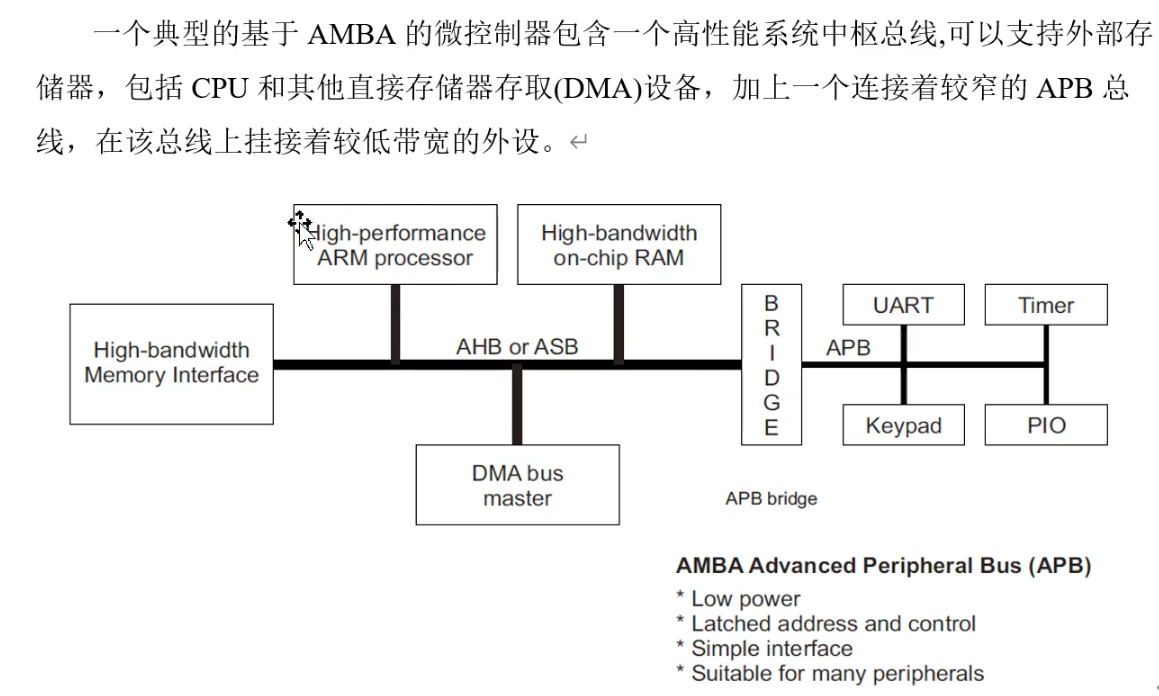 一个典型的基于 AMBA 的微控制器包含一个高性能系统中枢总线,可以支持外部存
储器，包括 CPU 和其他直接存储器存取(DMA)设备，加上一个连接着较窄的 APB 总
线，在该总线上挂接着较低带宽的外设。↵
High-performance
ARM processor
High-bandwidth
on-chip RAM
High-bandwidth
Memory Interface
AHB or ASB
DMA bus
master
B
R
I
D
G
E
APB
UART
Timer
Keypad
PIO
APB bridge
AMBA Advanced Peripheral Bus (APB)
* Low power
* Latched address and control
* Simple interface
* Suitable for many peripherals